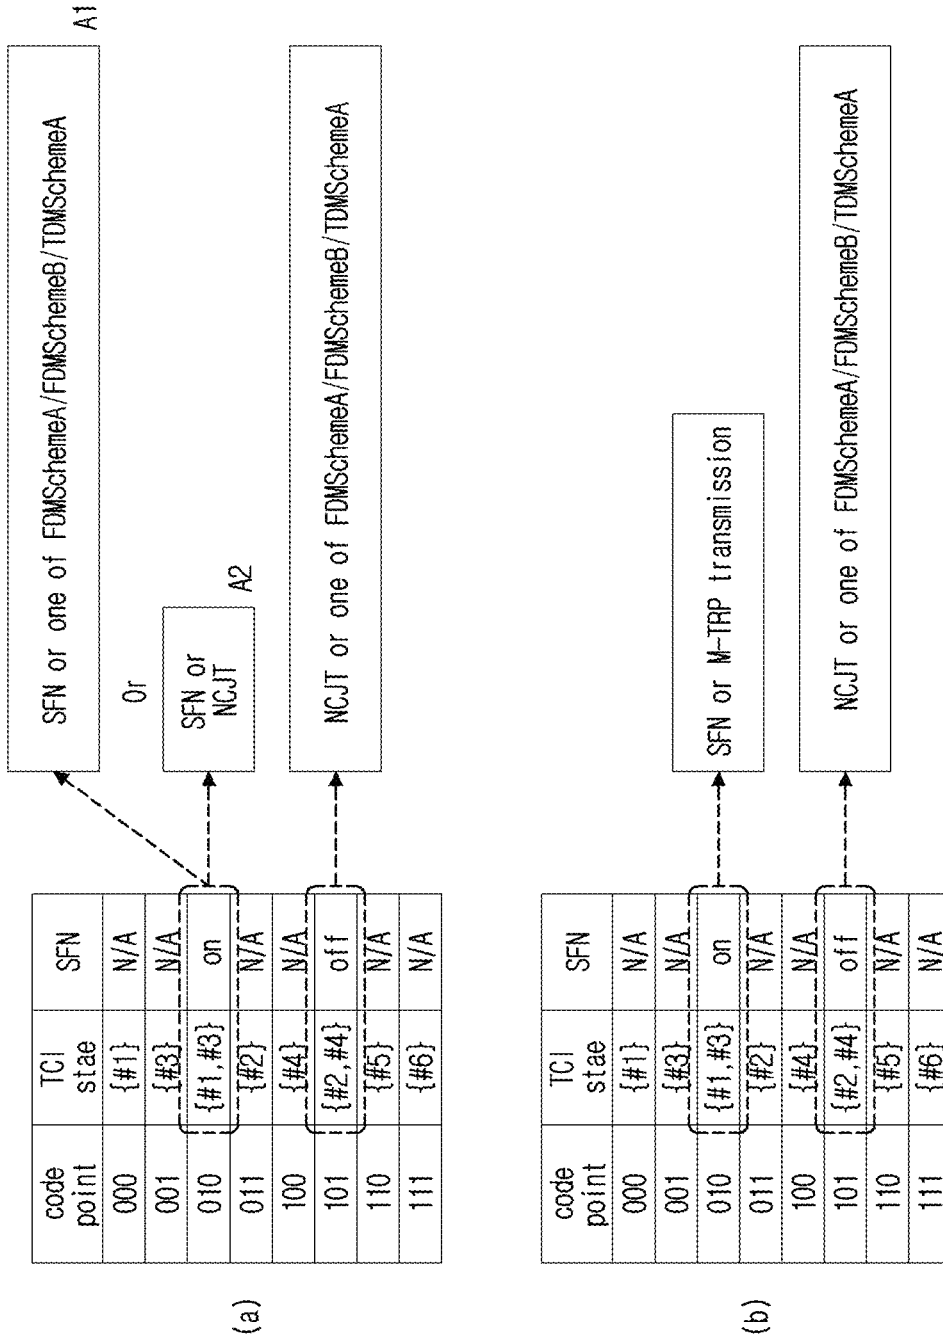 (a)
code point | TCI stae | SFN
000 | {#1} | N/A
001 | {#3} | N/A
010 | {#1,#3} | on
011 | {#2} | N/A
100 | {#4} | N/A
101 | {#2,#4} | off
110 | {#5} | N/A
111 | {#6} | N/A
SFN or one of FDMSchemeA/FDMSchemeB/TDMSchemeA
A1
Or
SFN or
NCJT
A2
NCJT or one of FDMSchemeA/FDMSchemeB/TDMSchemeA
(b)
code point | TCI stae | SFN
000 | {#1} | N/A
001 | {#3} | N/A
010 | {#1,#3} | on
011 | {#2} | N/A
100 | {#4} | N/A
101 | {#2,#4} | off
110 | {#5} | N/A
111 | {#6} | N/A
SFN or M-TRP transmission
NCJT or one of FDMSchemeA/FDMSchemeB/TDMSchemeA